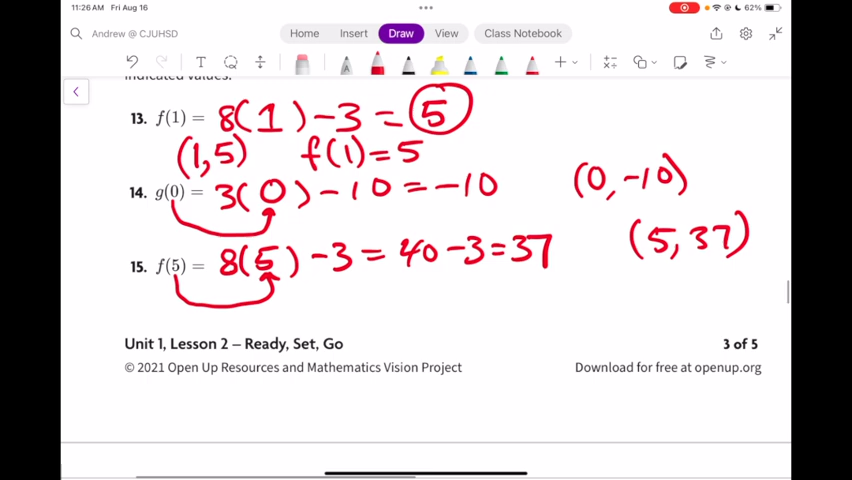 11:26 AM Fri Aug 16
62%
Andrew @ CJUHSD
Home Insert Draw View Class Notebook
indicated values.
13. f(1) = 8(1) - 3 = 5
(1,5) f(1) = 5
14. g(0) = 3(0) - 10 = -10 (0, -10)
15. f(5) = 8(5) - 3 = 40 - 3 = 37 (5, 37)
Unit 1, Lesson 2 – Ready, Set, Go 3 of 5
© 2021 Open Up Resources and Mathematics Vision Project Download for free at openup.org